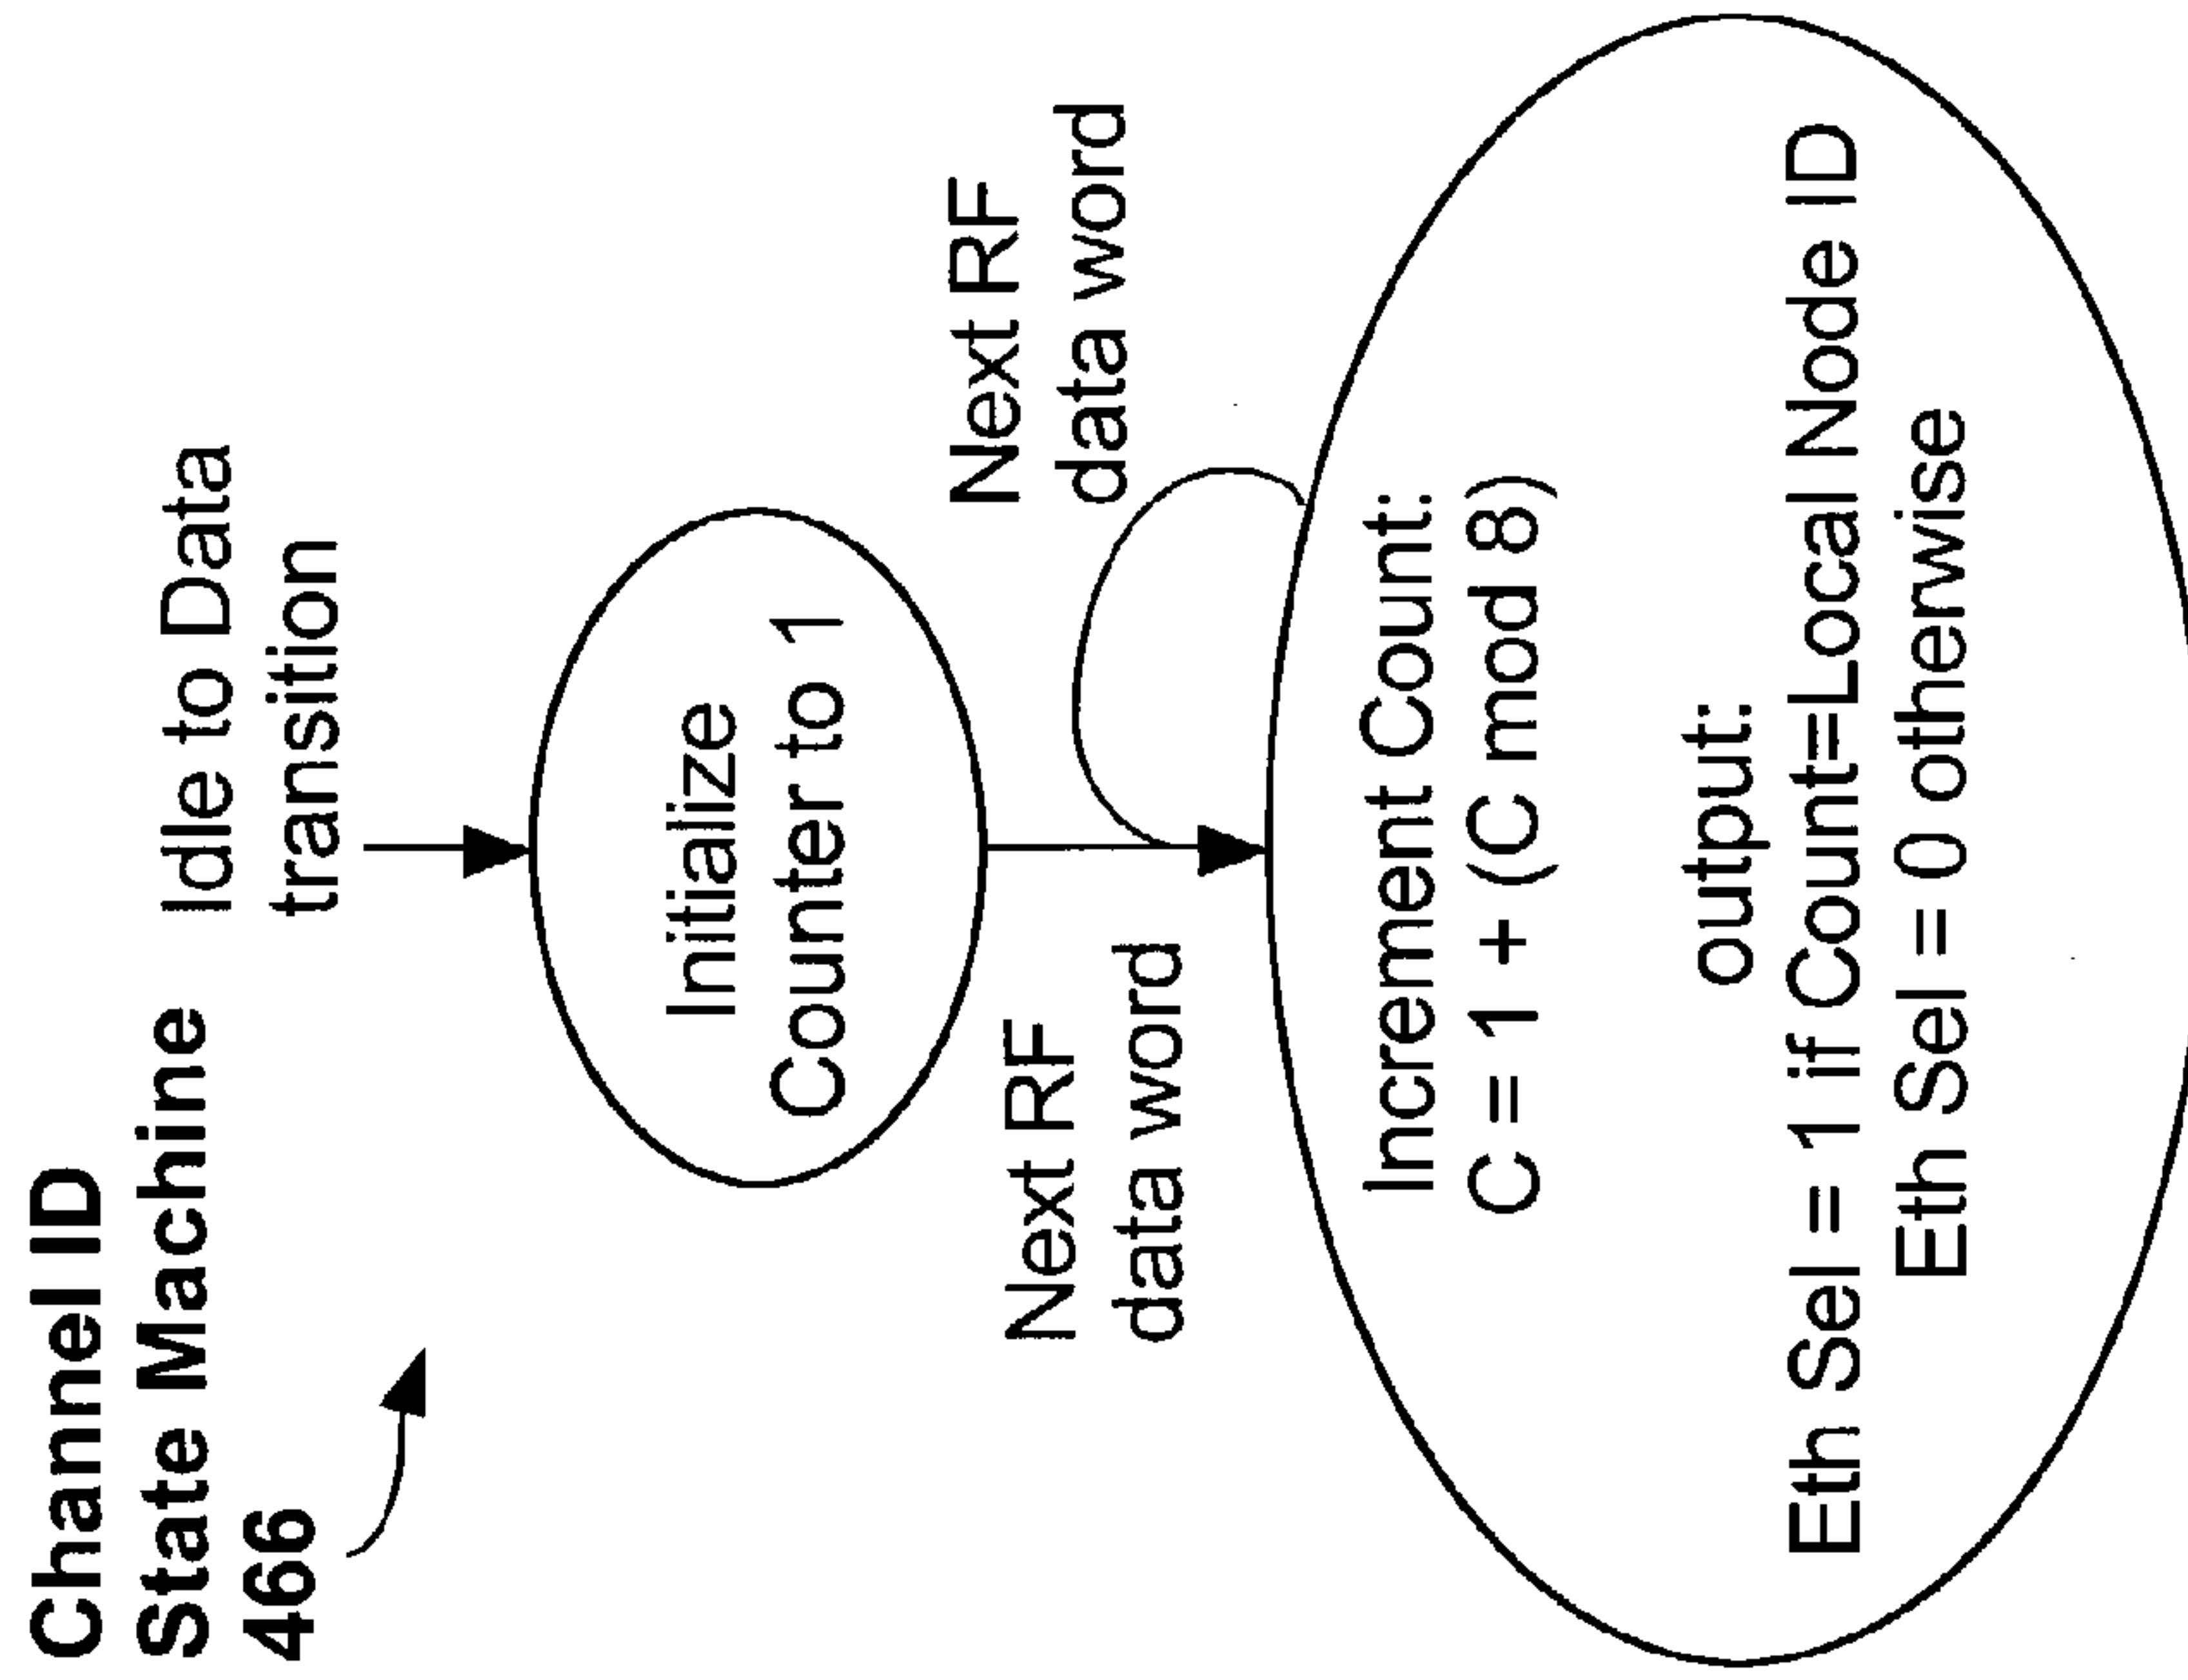 Channel ID
State Machine
466
Idle to Data
transition
Initialize
Counter to 1
Next RF
data word
Next RF
data word
Increment Count:
C = 1 + (C mod 8)
output:
Eth Sel = 1 if Count=Local Node ID
Eth Sel = 0 otherwise